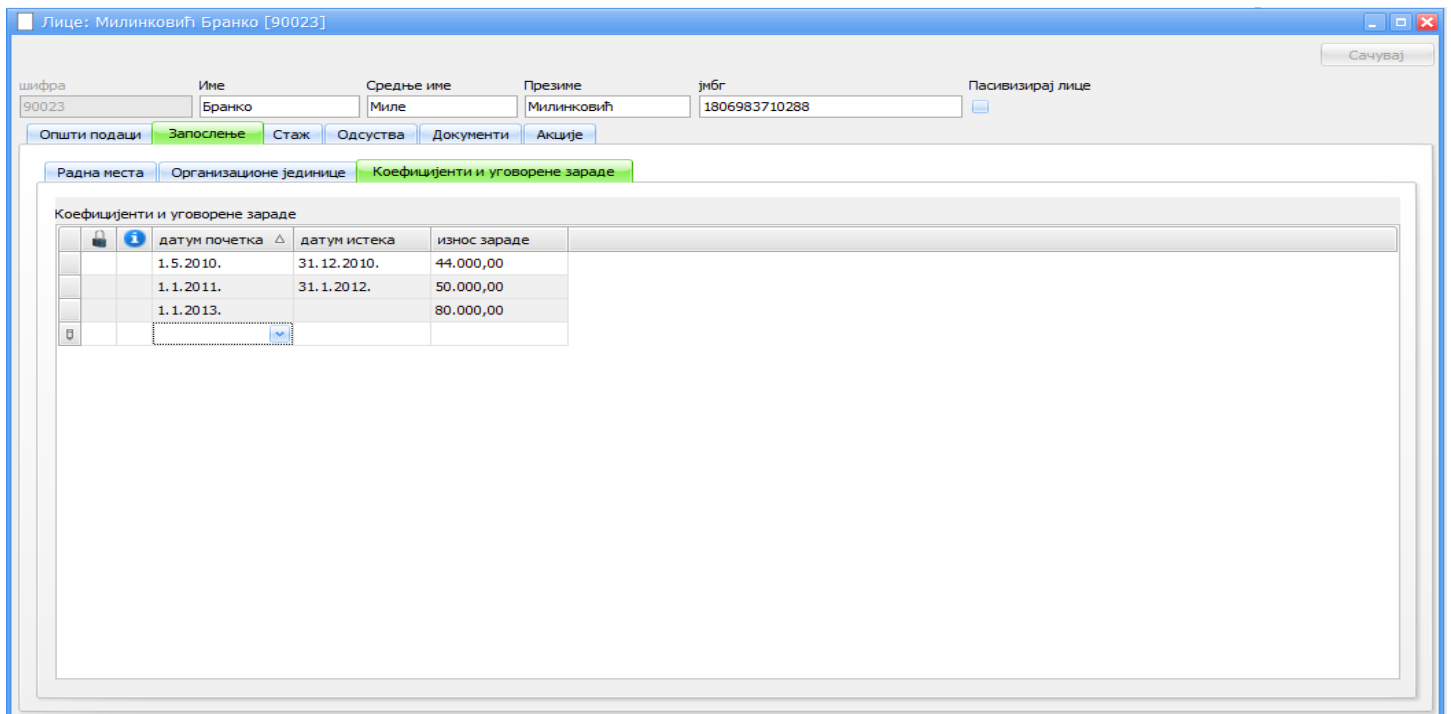 Лице: Милинковић Бранко [90023]
Сачувај
шифра Име Средње име Презиме јмбг Пасивизирај лице
90023 Бранко Миле Милинковић 1806983710288
Општи подаци Запослење Стаж Одсуства Документи Акције
Радна места Организационе јединице Коефицијенти и уговорене зараде
Коефицијенти и уговорене зараде
датум почетка датум истека износ зараде
1.5.2010. 31.12.2010. 44.000,00
1.1.2011. 31.1.2012. 50.000,00
1.1.2013. 80.000,00